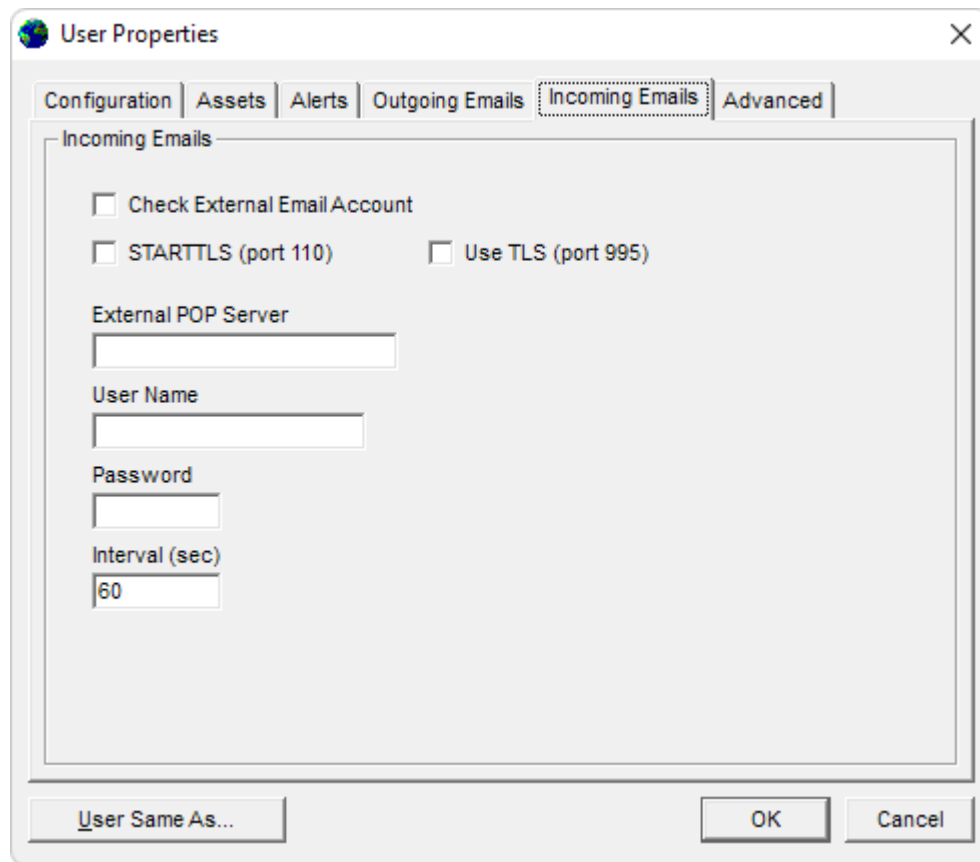 User Properties
Configuration Assets Alerts Outgoing Emails Incoming Emails Advanced
Incoming Emails
Check External Email Account
STARTTLS (port 110) Use TLS (port 995)
External POP Server
User Name
Password
Interval (sec)
60
User Same As... OK Cancel